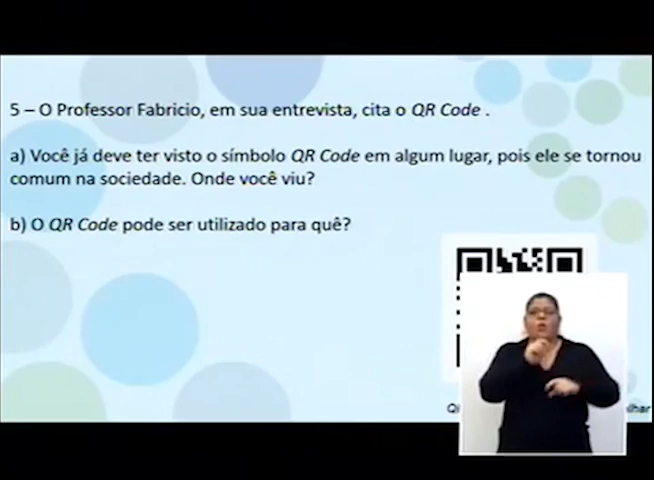 5 – O Professor Fabricio, em sua entrevista, cita o QR Code .
a) Você já deve ter visto o símbolo QR Code em algum lugar, pois ele se tornou
comum na sociedade. Onde você viu?
b) O QR Code pode ser utilizado para quê?